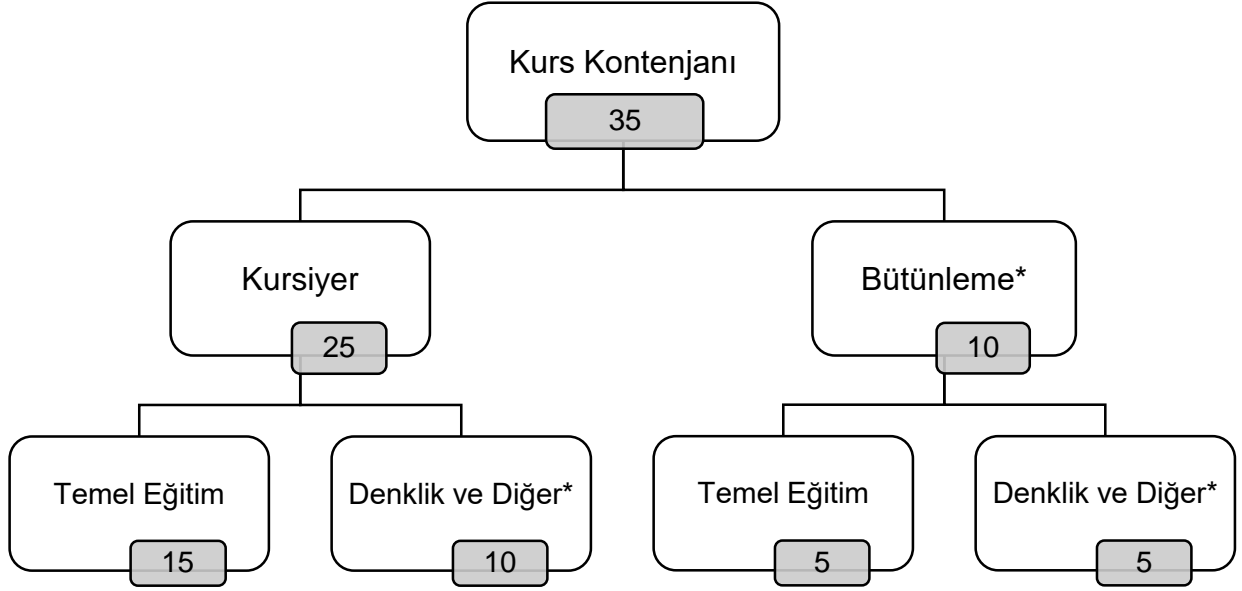 Kurs Kontenjanı
35
Kursiyer
25
Bütünleme*
10
Temel Eğitim
15
Denklik ve Diğer*
10
Temel Eğitim
5
Denklik ve Diğer*
5